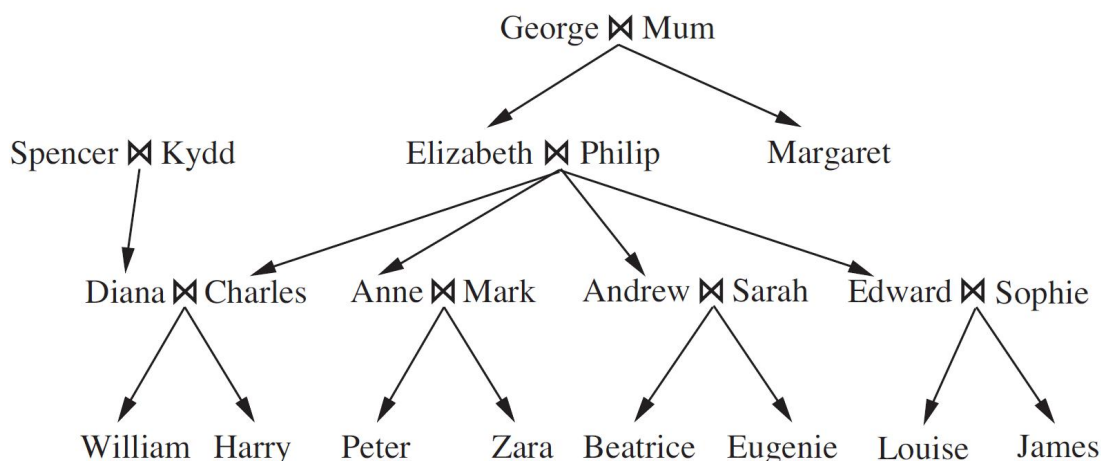 George ⋈ Mum
Spencer ⋈ Kydd Elizabeth ⋈ Philip Margaret
Diana ⋈ Charles Anne ⋈ Mark Andrew ⋈ Sarah Edward ⋈ Sophie
William Harry Peter Zara Beatrice Eugenie Louise James